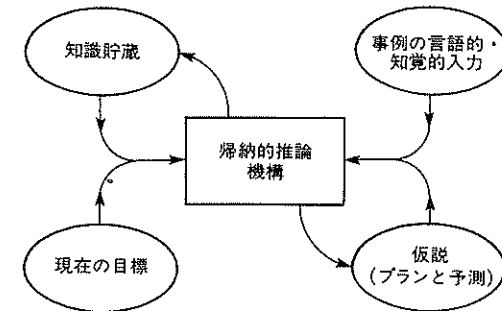 知識貯蔵
事例の言語的・
知覚的入力
帰納的推論
機構
現在の目標
仮説
(プランと予測)